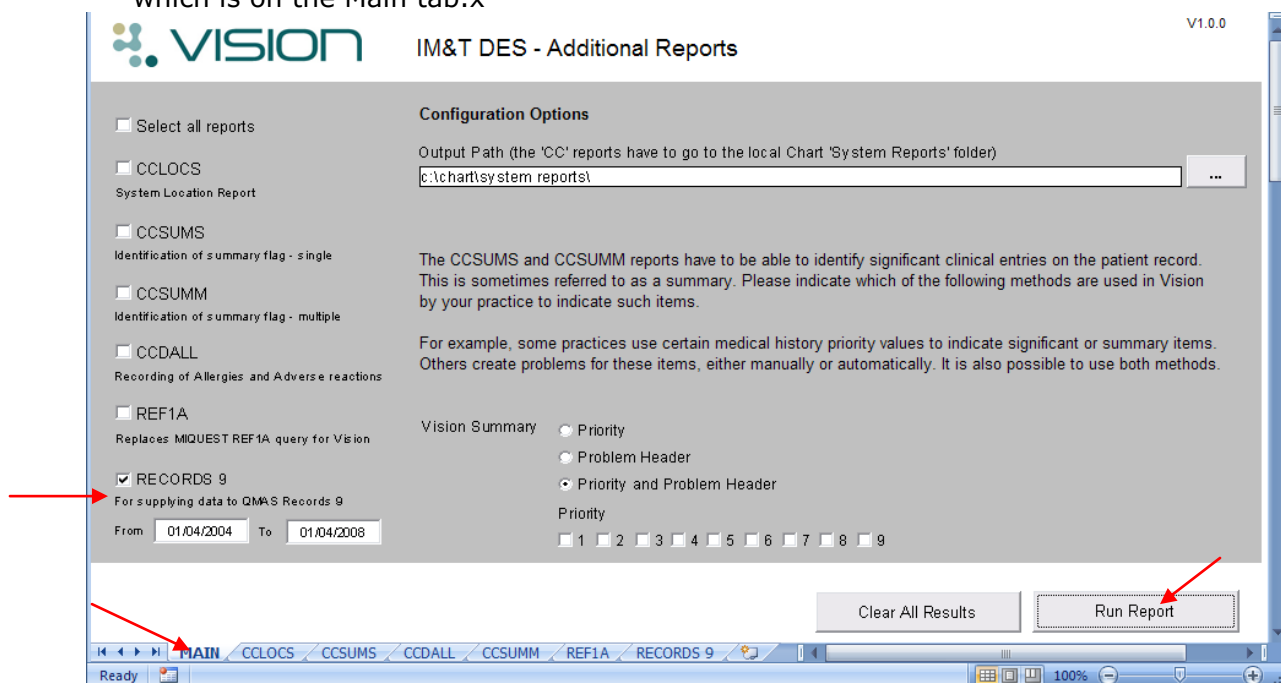 which is on the Main tab.x
V1.0.0
VISION
IM&T DES - Additional Reports
Select all reports
CCLOCS
System Location Report
CCSUMS
Identification of summary flag - single
CCSUMM
Identification of summary flag - multiple
CCDALL
Recording of Allergies and Adverse reactions
REF1A
Replaces MIQUEST REF1A query for Vision
RECORDS 9
For supplying data to QMAS Records 9
From 01/04/2004 To 01/04/2008
Configuration Options
Output Path (the 'CC' reports have to go to the local Chart 'System Reports' folder)
c:\chart\system reports\
...
The CCSUMS and CCSUMM reports have to be able to identify significant clinical entries on the patient record.
This is sometimes referred to as a summary. Please indicate which of the following methods are used in Vision
by your practice to indicate such items.
For example, some practices use certain medical history priority values to indicate significant or summary items.
Others create problems for these items, either manually or automatically. It is also possible to use both methods.
Vision Summary
Priority
Problem Header
Priority and Problem Header
Priority
1 2 3 4 5 6 7 8 9
Clear All Results
Run Report
MAIN CCLOCS CCSUMS CCDALL CCSUMM REF1A RECORDS 9
Ready
100%